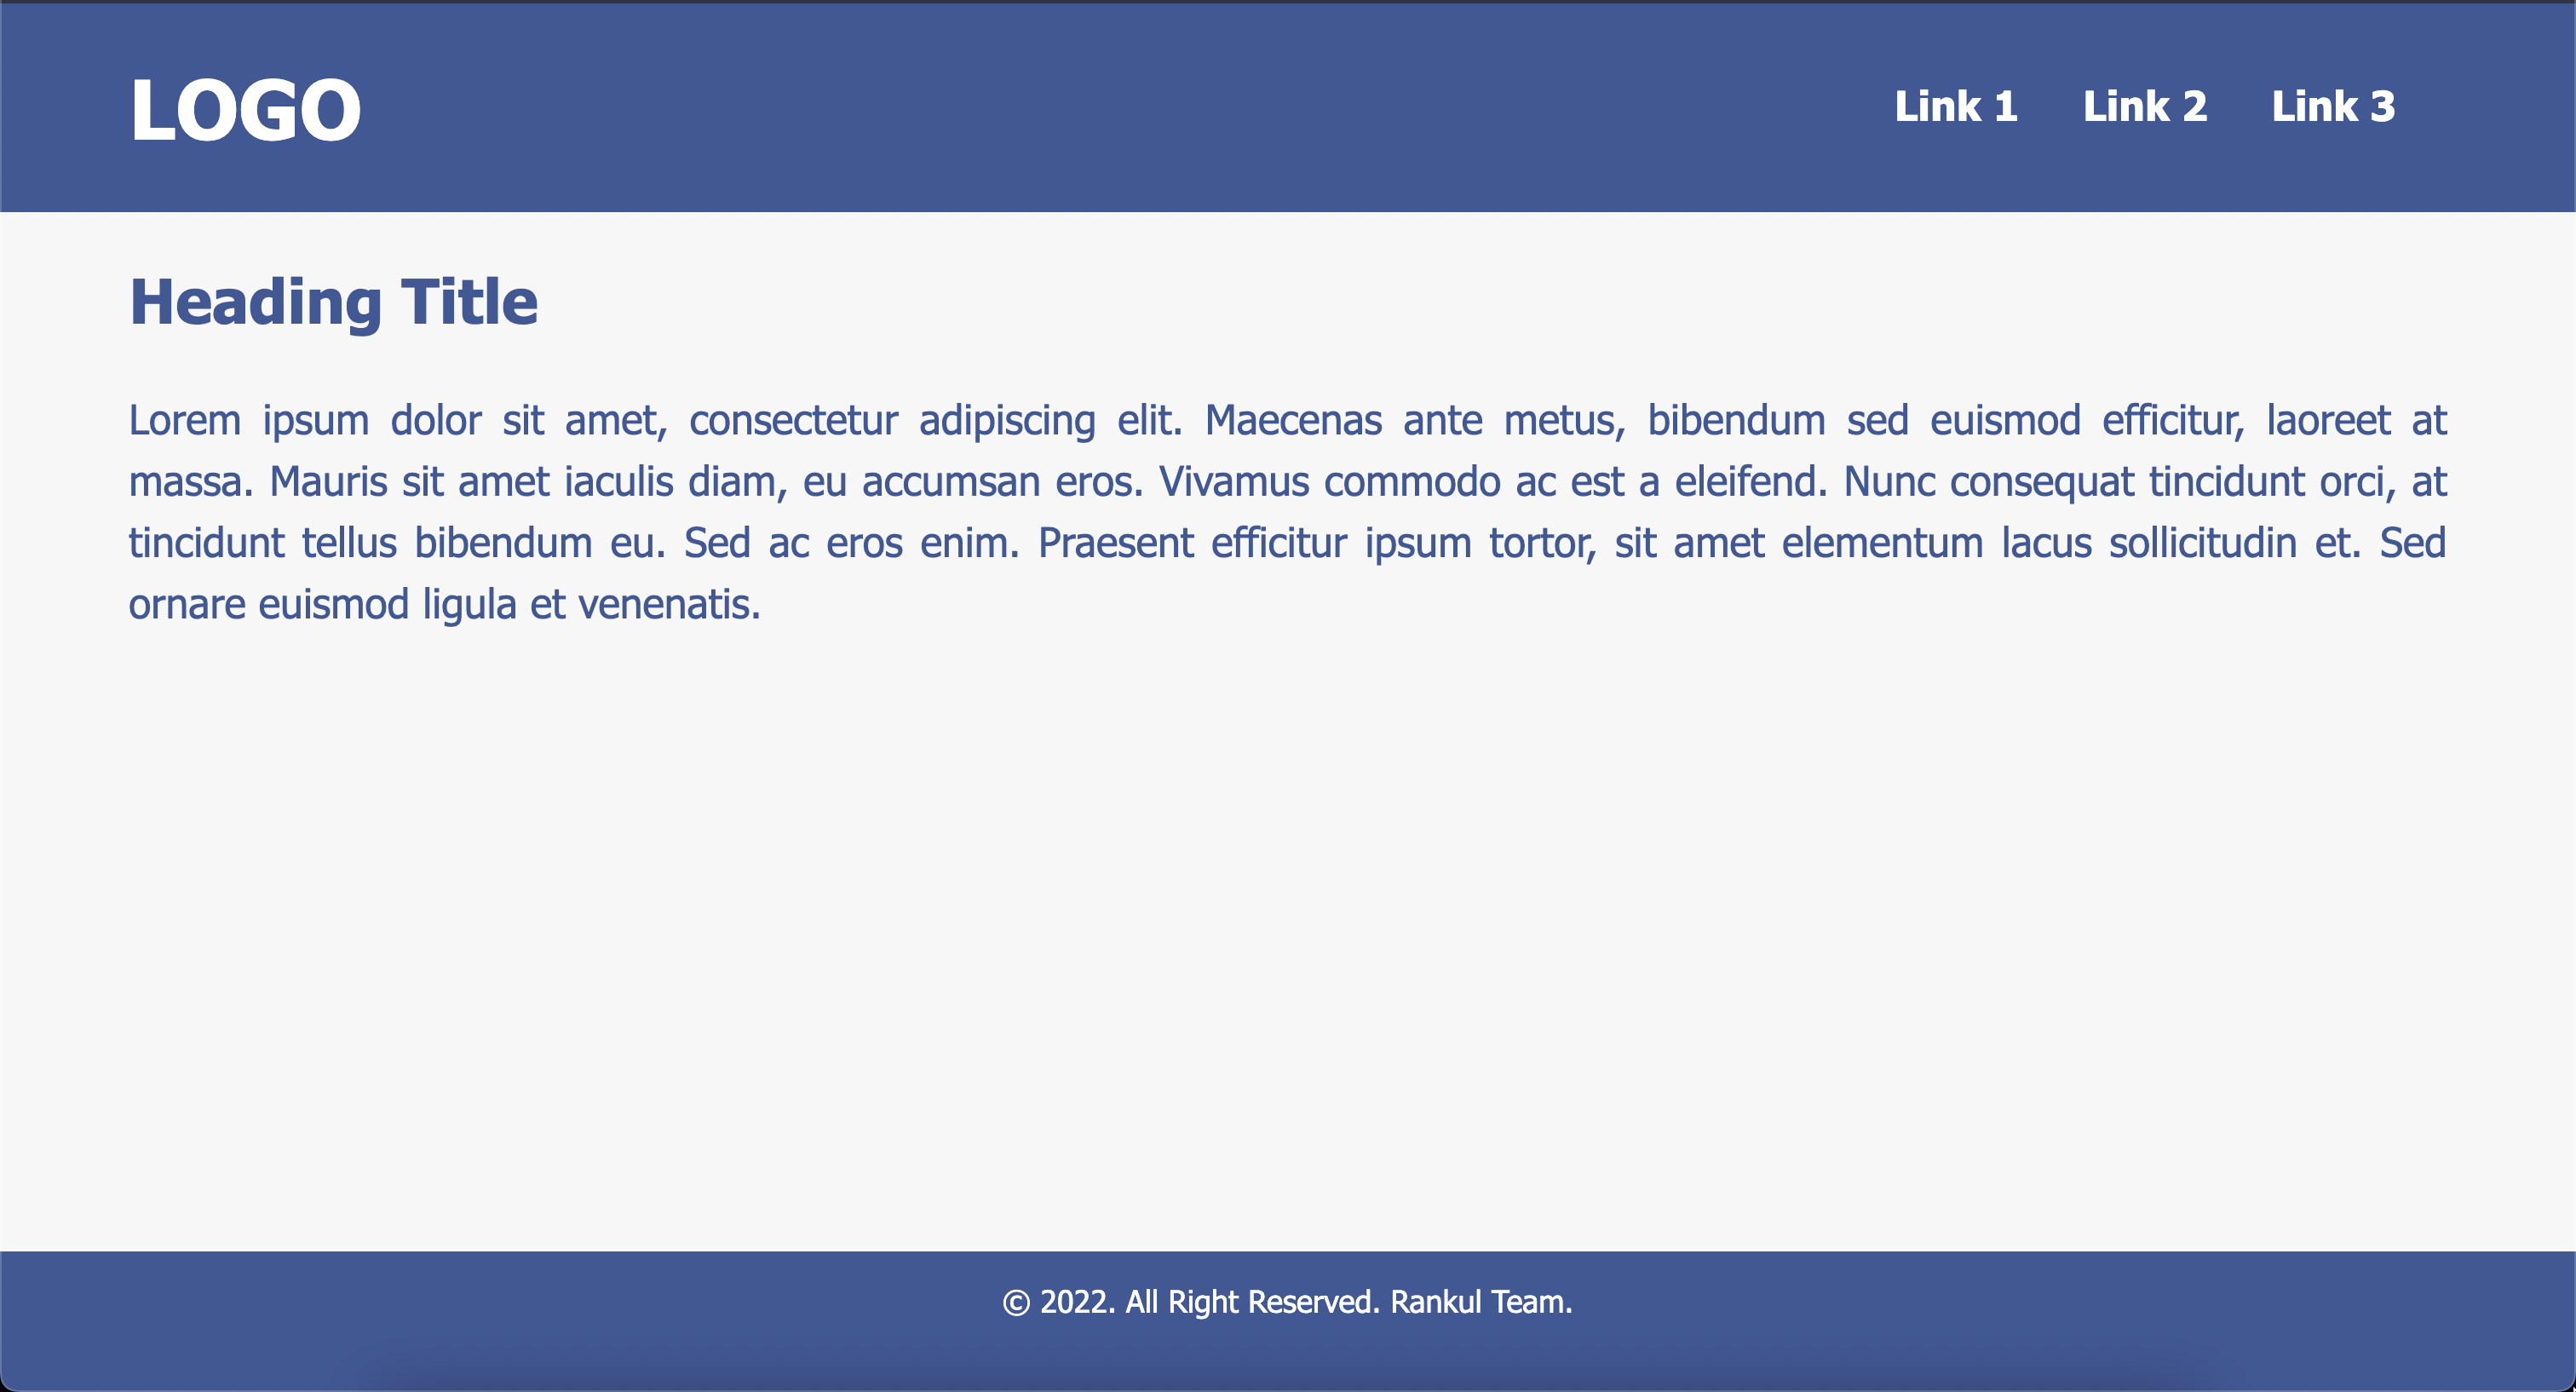 LOGO
Link 1 Link 2 Link 3
Heading Title
Lorem ipsum dolor sit amet, consectetur adipiscing elit. Maecenas ante metus, bibendum sed euismod efficitur, laoreet at
massa. Mauris sit amet iaculis diam, eu accumsan eros. Vivamus commodo ac est a eleifend. Nunc consequat tincidunt orci, at
tincidunt tellus bibendum eu. Sed ac eros enim. Praesent efficitur ipsum tortor, sit amet elementum lacus sollicitudin et. Sed
ornare euismod ligula et venenatis.
© 2022. All Right Reserved. Rankul Team.